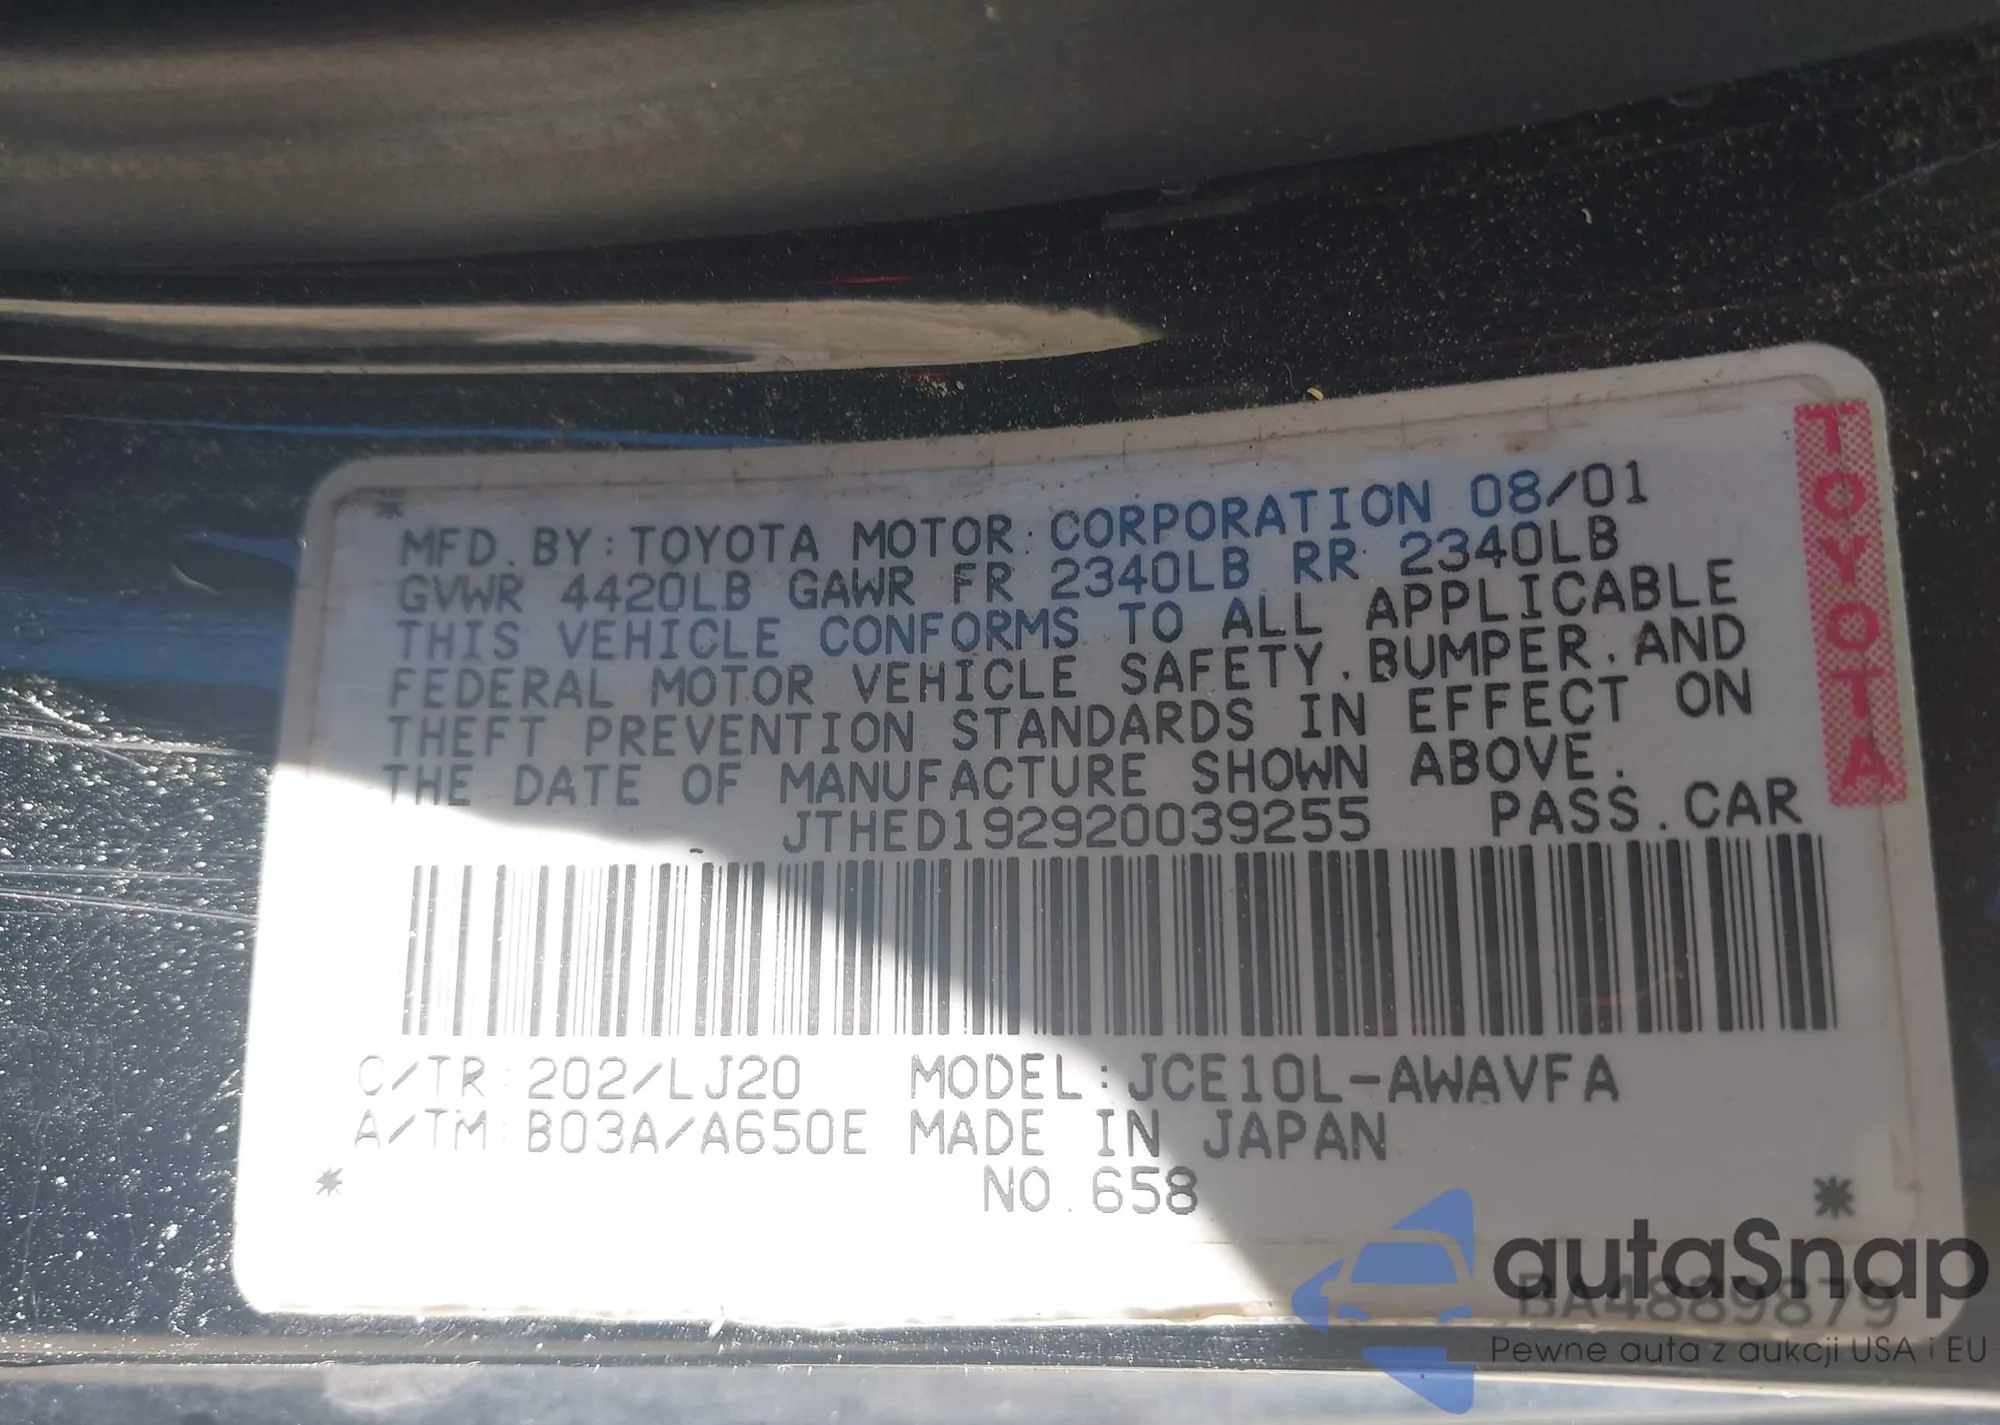 MFD. BY: TOYOTA MOTOR CORPORATION 08/01
GVWR 4420LB GAWR FR 2340LB RR 2340LB
THIS VEHICLE CONFORMS TO ALL APPLICABLE
FEDERAL MOTOR VEHICLE SAFETY, BUMPER, AND
THEFT PREVENTION STANDARDS IN EFFECT ON
THE DATE OF MANUFACTURE SHOWN ABOVE.
JTHED192920039255 PASS. CAR
C/TR: 202/LJ20 MODEL: JCE10L-AWAVFA
A/TM: B03A/A650E MADE IN JAPAN
NO. 658
TOYOTA
BA4889879
autaSnap
Pewne auta z aukcji USA i EU